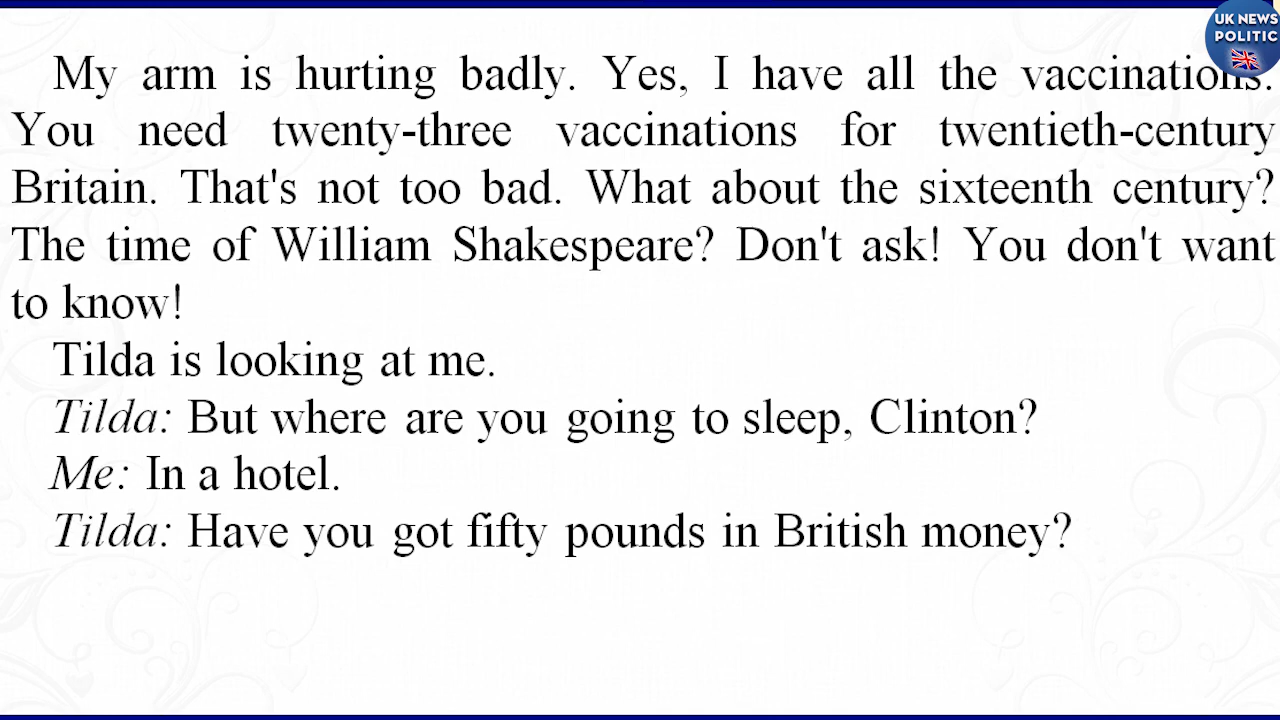 UK NEWS
POLITIC
My arm is hurting badly. Yes, I have all the vaccinations.
You need twenty-three vaccinations for twentieth-century
Britain. That's not too bad. What about the sixteenth century?
The time of William Shakespeare? Don't ask! You don't want
to know!
Tilda is looking at me.
Tilda: But where are you going to sleep, Clinton?
Me: In a hotel.
Tilda: Have you got fifty pounds in British money?